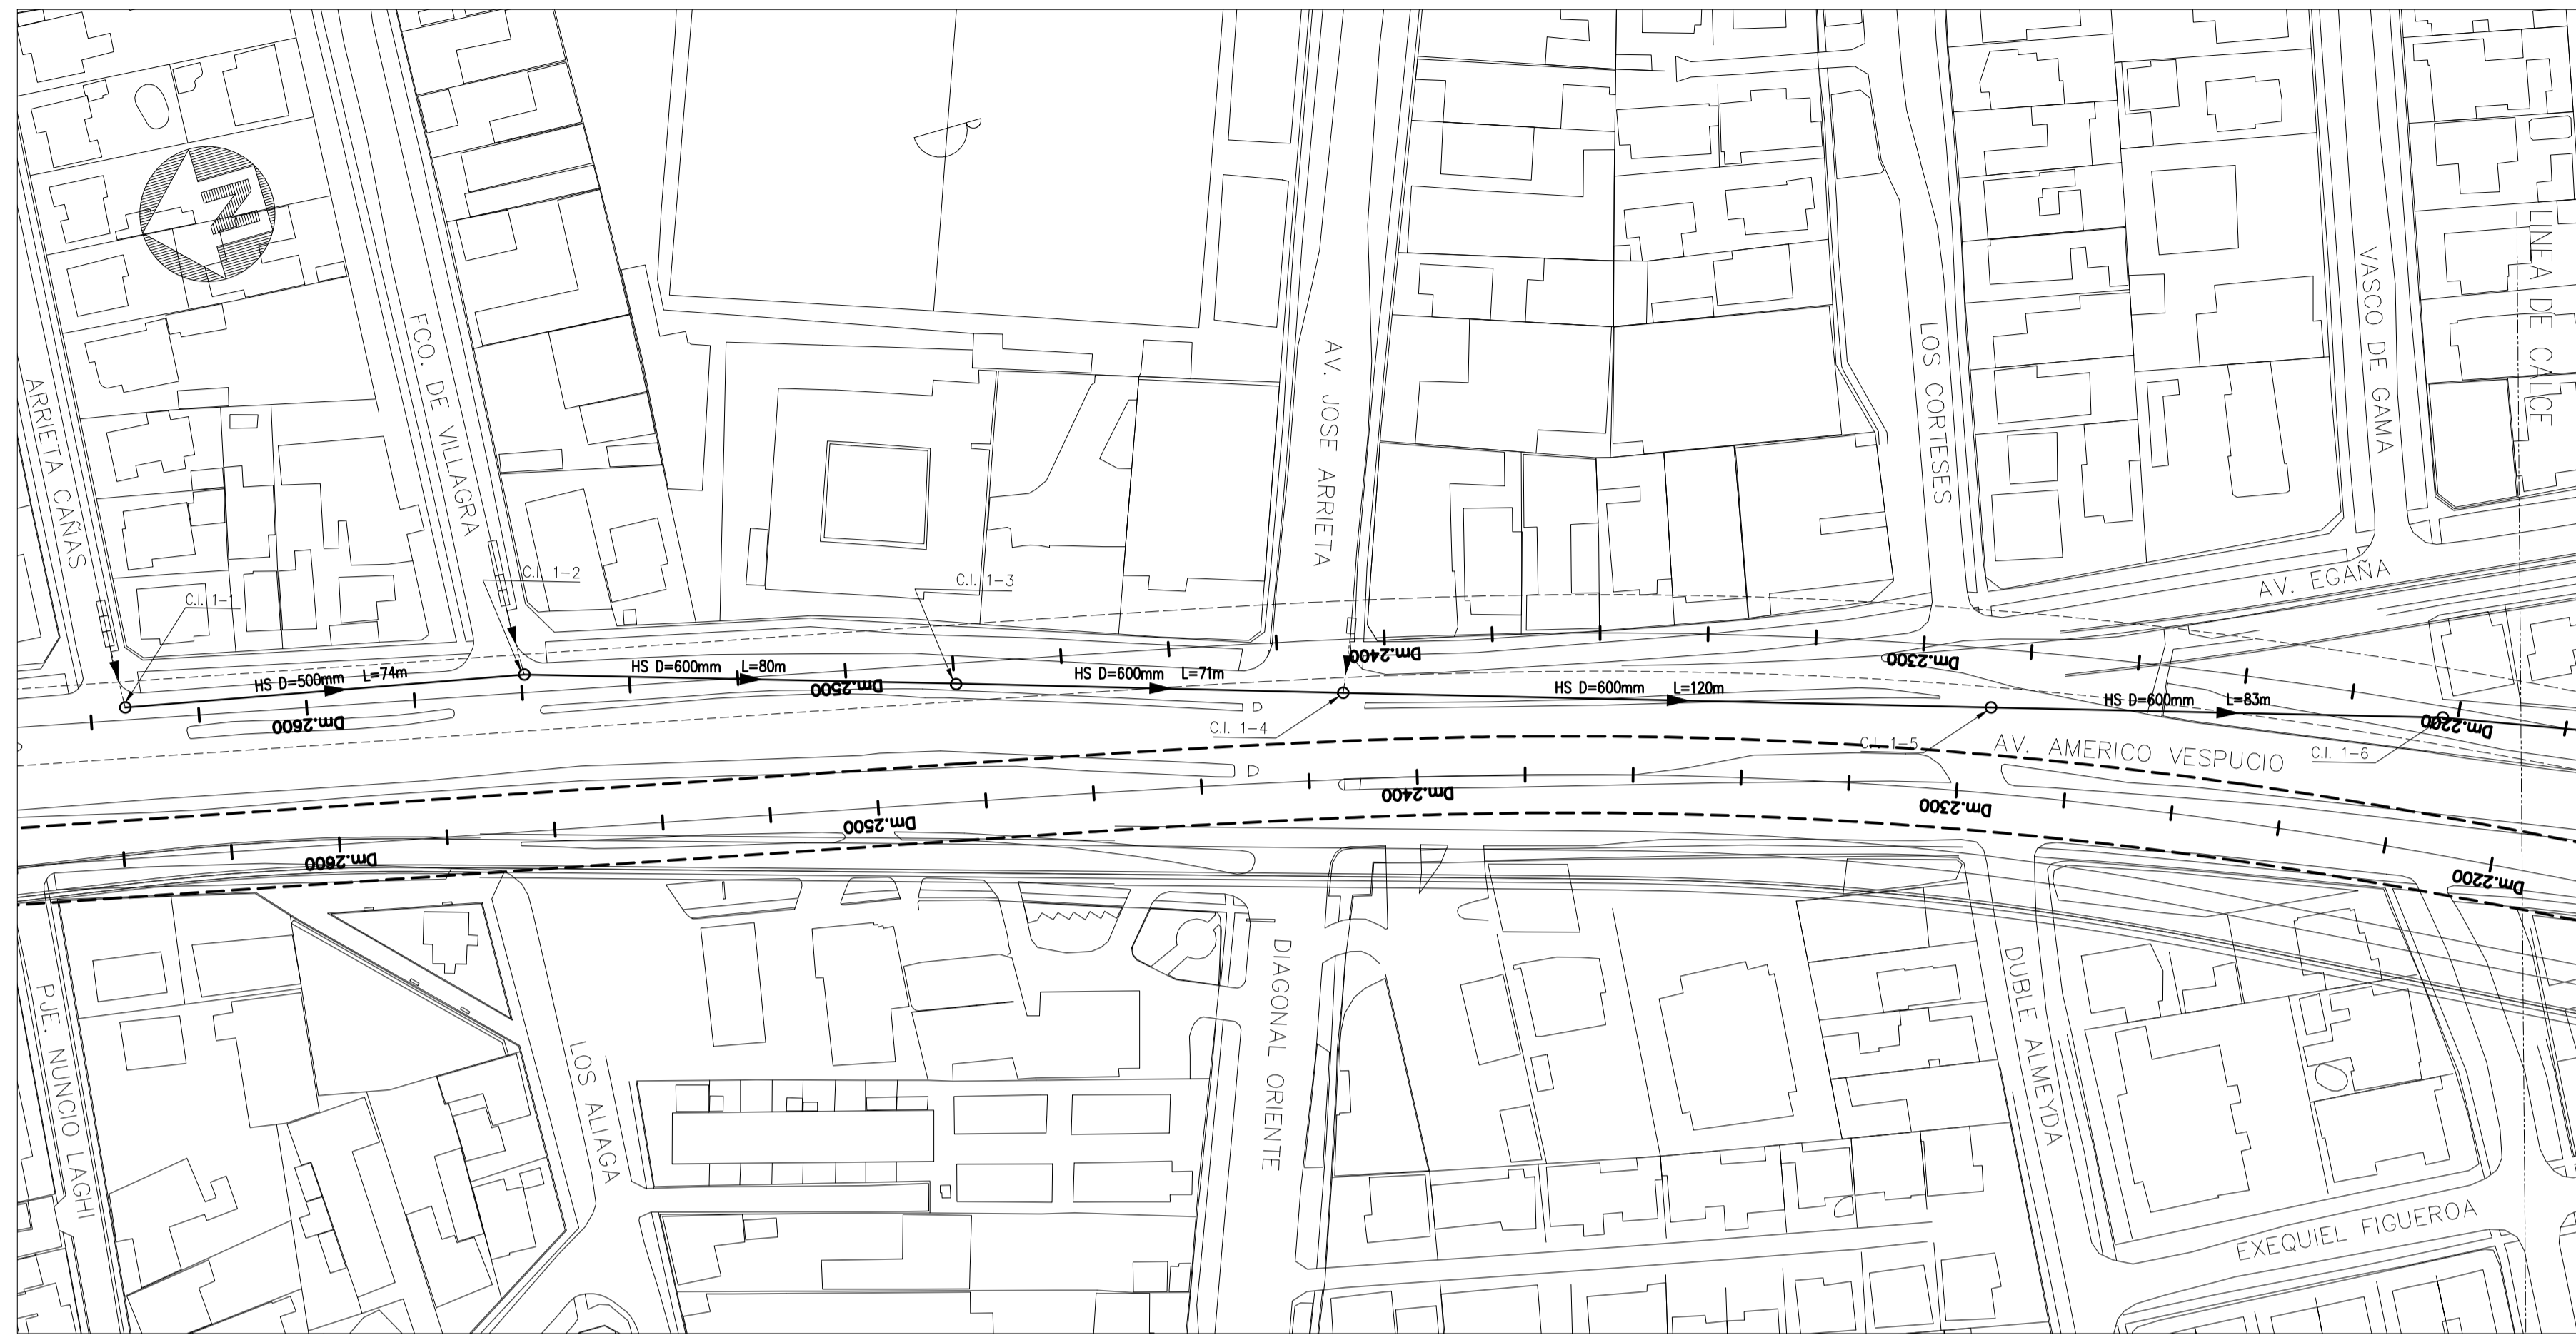 N
ARRIETA CAÑAS
FCO. DE VILLAGRA
AV. JOSE ARRIETA
LOS CORTESES
VASCO DE GAMA
LINEA DE CALCE
AV. EGAÑA
C.I. 1-1
C.I. 1-2
C.I. 1-3
HS D=500mm L=74m
HS D=600mm L=80m
HS D=600mm L=71m
HS D=600mm L=120m
HS D=600mm L=83m
Dm.2600
Dm.2500
Dm.2400
Dm.2300
Dm.2200
C.I. 1-4
C.I. 1-5
C.I. 1-6
D
AV. AMERICO VESPUCIO
D
Dm.2600
Dm.2500
Dm.2400
Dm.2300
Dm.2200
PJE. NUNCIO LAGHI
LOS ALIAGA
DIAGONAL ORIENTE
DUBLE ALMEYDA
EXEQUIEL FIGUEROA